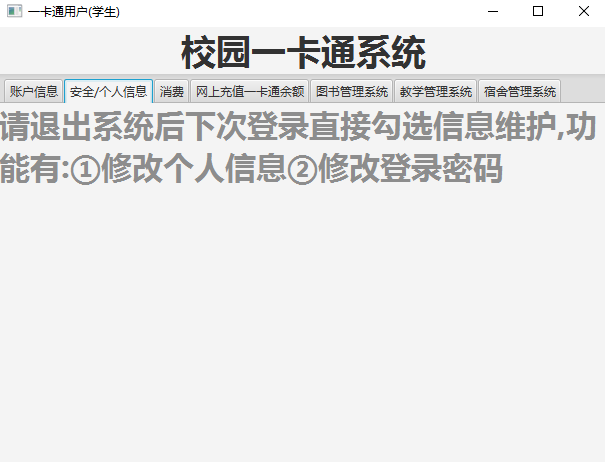 一卡通用户(学生)
校园一卡通系统
账户信息 安全/个人信息 消费 网上充值一卡通余额 图书管理系统 教学管理系统 宿舍管理系统
请退出系统后下次登录直接勾选信息维护,功
能有:①修改个人信息②修改登录密码